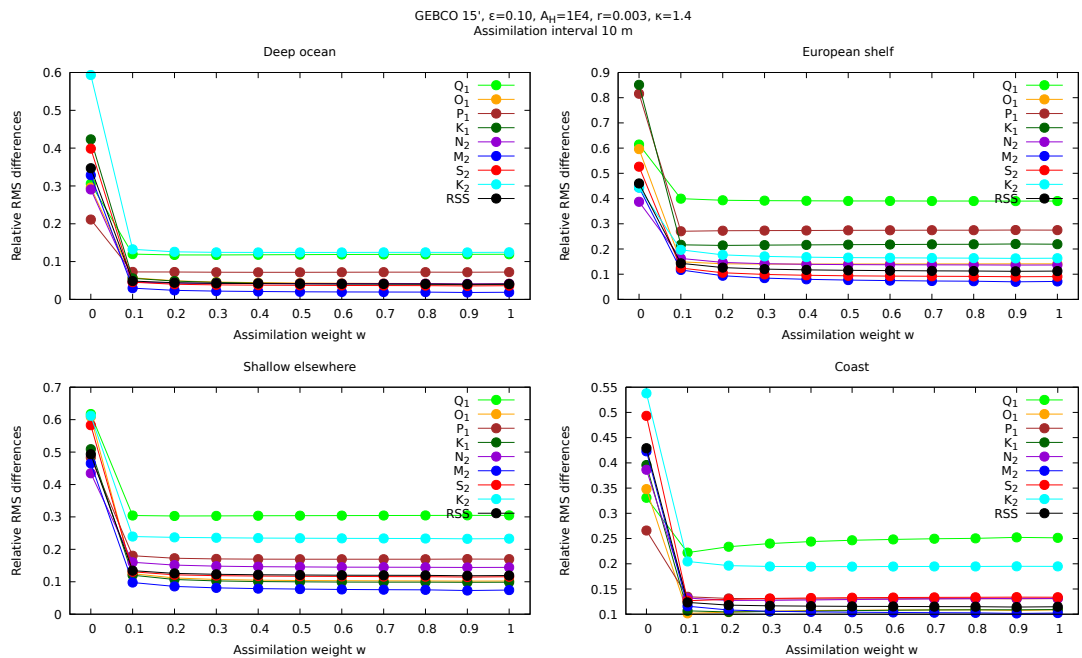 GEBCO 15', ε=0.10, A_H=1E4, r=0.003, κ=1.4
Assimilation interval 10 m
Deep ocean
Relative RMS differences
0.6
0.5
0.4
0.3
0.2
0.1
0
Q₁
O₁
P₁
K₁
N₂
M₂
S₂
K₂
RSS
0 0.1 0.2 0.3 0.4 0.5 0.6 0.7 0.8 0.9 1
Assimilation weight w
European shelf
Relative RMS differences
0.9
0.8
0.7
0.6
0.5
0.4
0.3
0.2
0.1
0
Q₁
O₁
P₁
K₁
N₂
M₂
S₂
K₂
RSS
0 0.1 0.2 0.3 0.4 0.5 0.6 0.7 0.8 0.9 1
Assimilation weight w
Shallow elsewhere
Relative RMS differences
0.7
0.6
0.5
0.4
0.3
0.2
0.1
0
Q₁
O₁
P₁
K₁
N₂
M₂
S₂
K₂
RSS
0 0.1 0.2 0.3 0.4 0.5 0.6 0.7 0.8 0.9 1
Assimilation weight w
Coast
Relative RMS differences
0.55
0.5
0.45
0.4
0.35
0.3
0.25
0.2
0.15
0.1
Q₁
O₁
P₁
K₁
N₂
M₂
S₂
K₂
RSS
0 0.1 0.2 0.3 0.4 0.5 0.6 0.7 0.8 0.9 1
Assimilation weight w